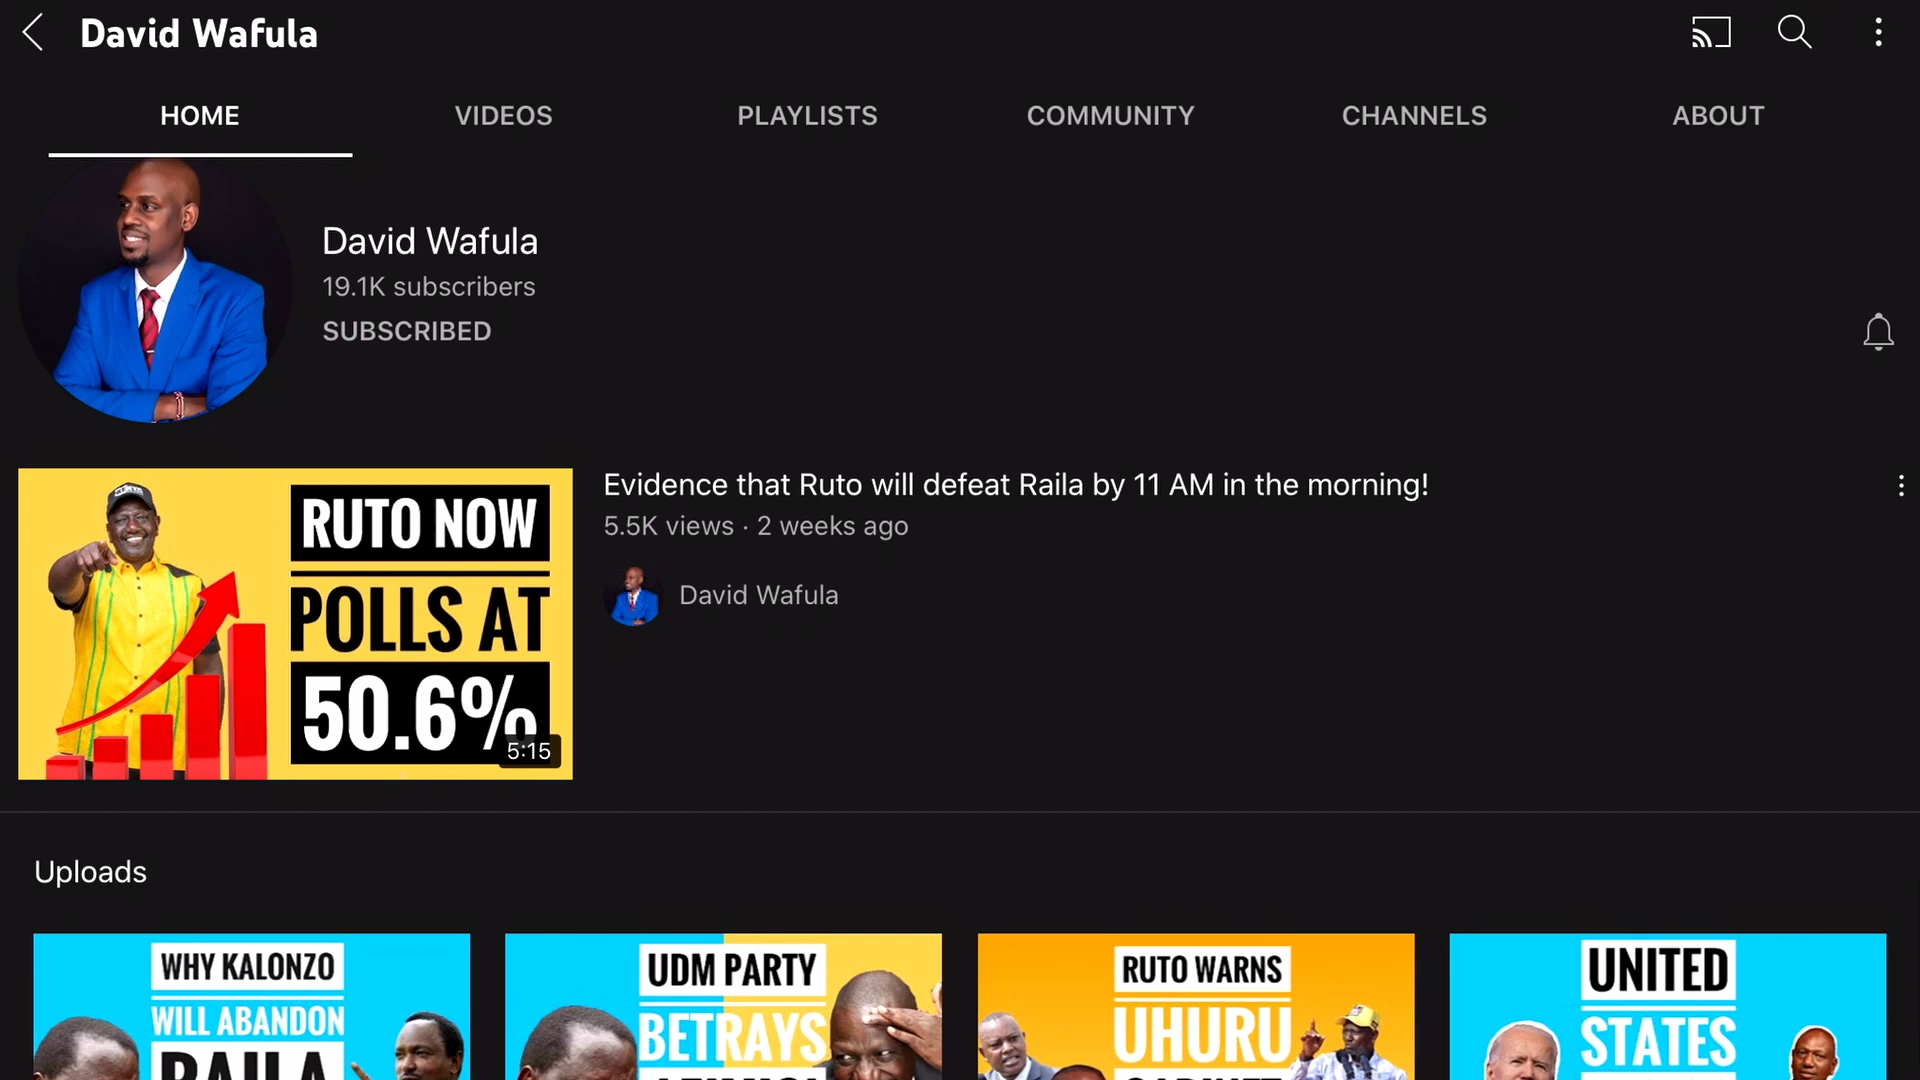 David Wafula
HOME
VIDEOS
PLAYLISTS
COMMUNITY
CHANNELS
ABOUT
David Wafula
19.1K subscribers
SUBSCRIBED
RUTO NOW
POLLS AT
50.6%
5:15
Evidence that Ruto will defeat Raila by 11 AM in the morning!
5.5K views · 2 weeks ago
David Wafula
Uploads
WHY KALONZO
WILL ABANDON
RAILA
UDM PARTY
BETRAYS
RUTO WARNS
UHURU
UNITED
STATES